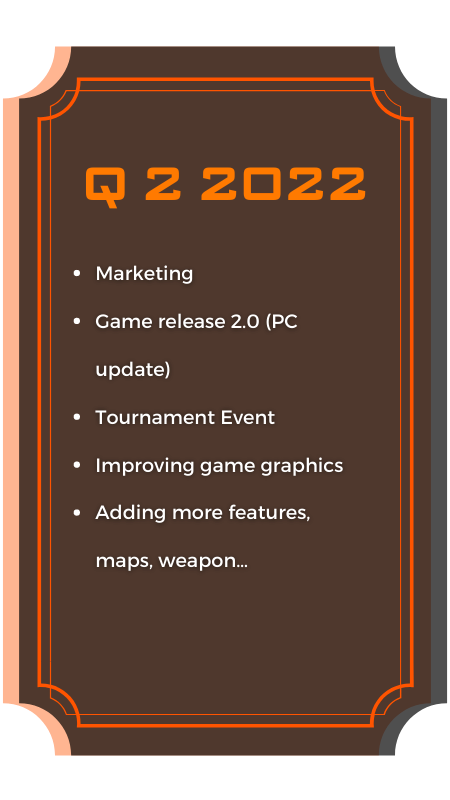 Q 2 2022
• Marketing
• Game release 2.0 (PC
update)
• Tournament Event
• Improving game graphics
• Adding more features,
maps, weapon...